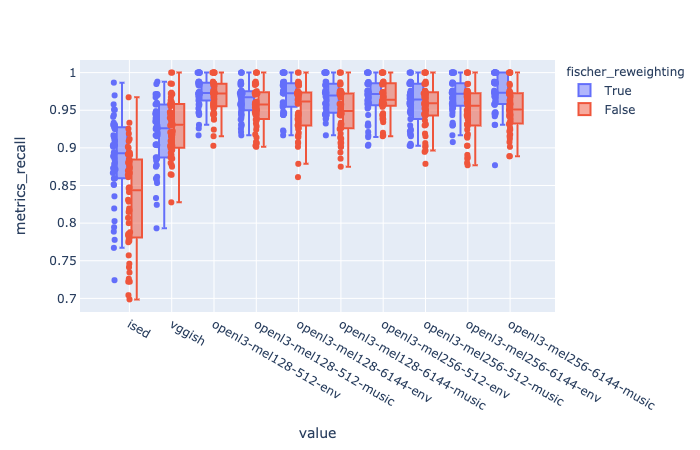 fischer_reweighting
True
False
1
0.95
0.9
0.85
0.8
0.75
0.7
metrics_recall
ised
vggish
openl3-mel128-512-env
openl3-mel128-512-music
openl3-mel128-6144-env
openl3-mel128-6144-music
openl3-mel256-512-env
openl3-mel256-512-music
openl3-mel256-6144-env
openl3-mel256-6144-music
value